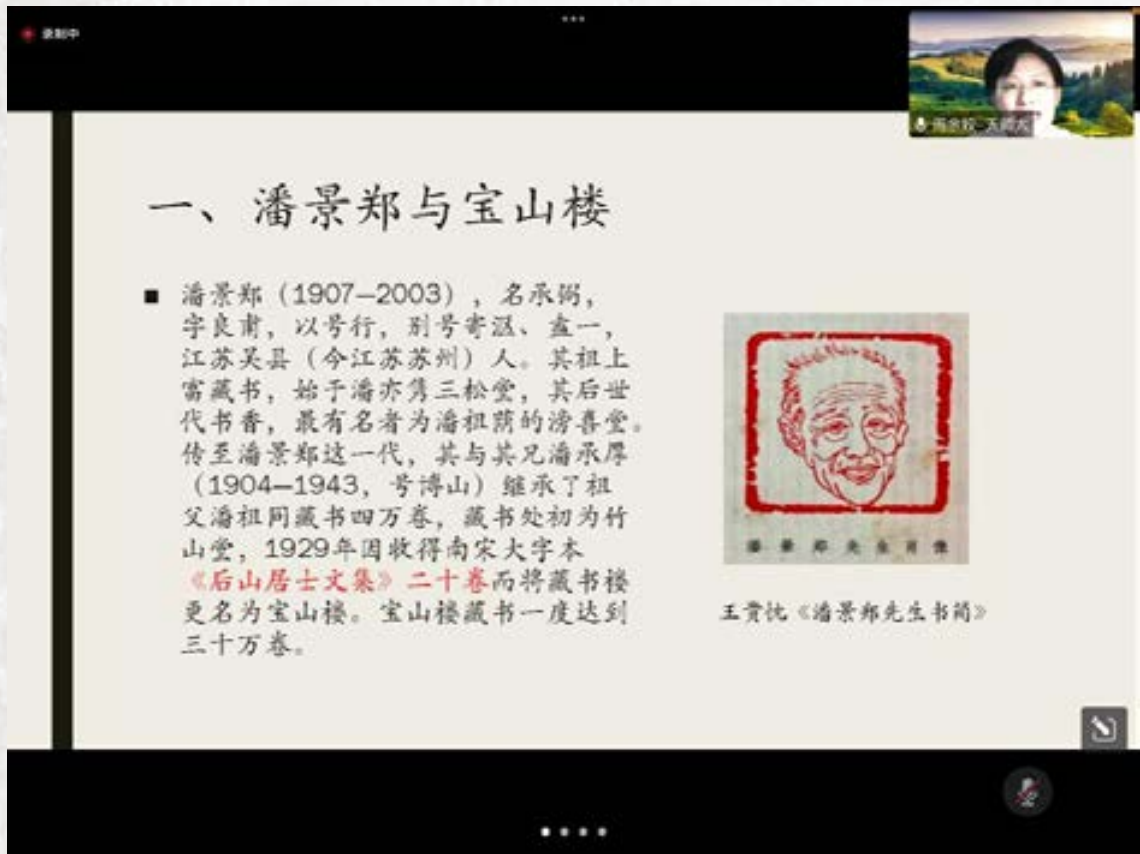 录制中
一、潘景郑与宝山楼
■ 潘景郑（1907—2003），名承弼，
字良甫，以号行，别号寄沤、盉一，
江苏吴县（今江苏苏州）人。其祖上
富藏书，始于潘亦隽三松堂，其后世
代书香，最有名者为潘祖荫的滂喜堂。
传至潘景郑这一代，其与其兄潘承厚
（1904—1943，号博山）继承了祖
父潘祖同藏书四万卷，藏书处初为竹
山堂，1929年因收得南宋大字本
《后山居士文集》二十卷而将藏书楼
更名为宝山楼。宝山楼藏书一度达到
三十万卷。
潘景郑先生肖像
王贵忱《潘景郑先生书简》